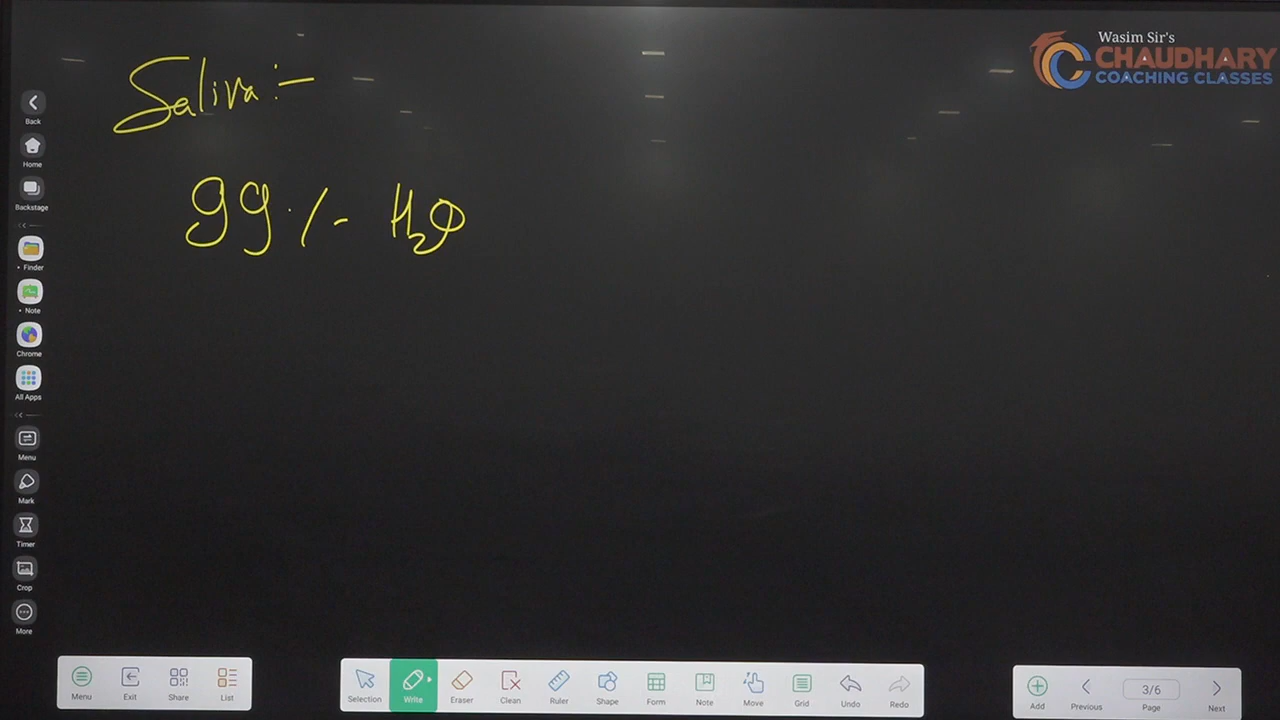 Wasim Sir's
CHAUDHARY
COACHING CLASSES
Saliva :-
99 % - H2O
Back
Home
Backstage
Finder
Note
Chrome
All Apps
Menu
Mark
Timer
Crop
More
Menu Exit Share List
Selection Write Eraser Clean Ruler Shape Form Note Move Grid Undo Redo
Add Previous 3/6 Page Next